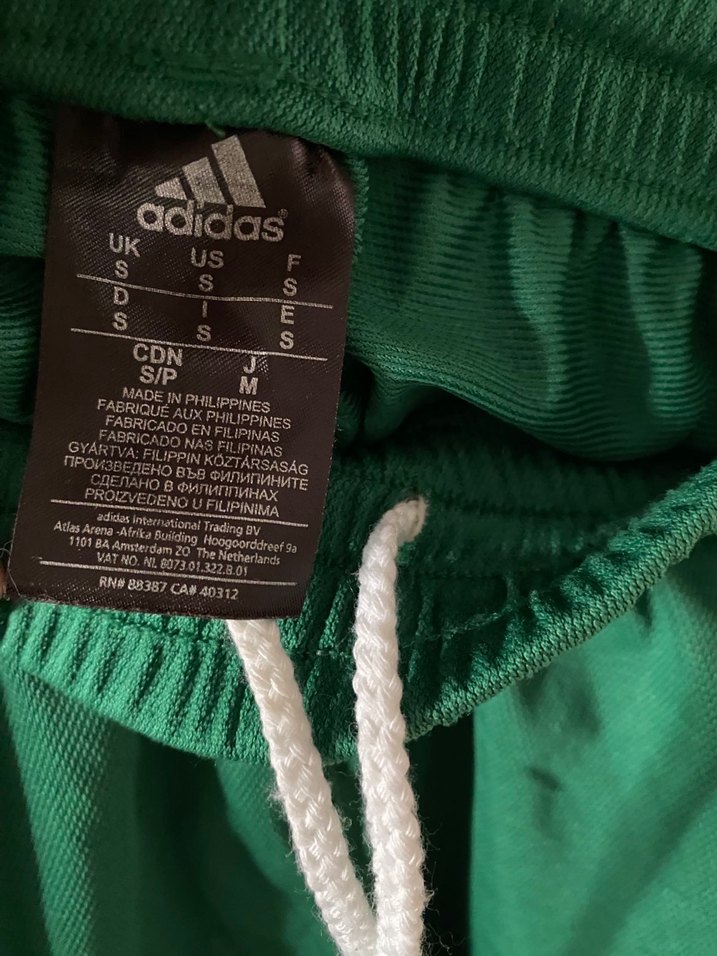 adidas®
UK US F
S S S
D I E
S S S
CDN J
S/P M
MADE IN PHILIPPINES
FABRIQUÉ AUX PHILIPPINES
FABRICADO EN FILIPINAS
FABRICADO NAS FILIPINAS
GYÁRTVA: FILIPPIN KÖZTÁRSASÁG
ПРОИЗВЕДЕНО ВЪВ ФИЛИПИНИТЕ
СДЕЛАНО В ФИЛИППИНАХ
PROIZVEDENO U FILIPINIMA
adidas International Trading BV
Atlas Arena -Afrika Building Hoogoorddreef 9a
1101 BA Amsterdam ZO The Netherlands
VAT NO. NL 8073.01.322.B.01
RN# 88387 CA# 40312